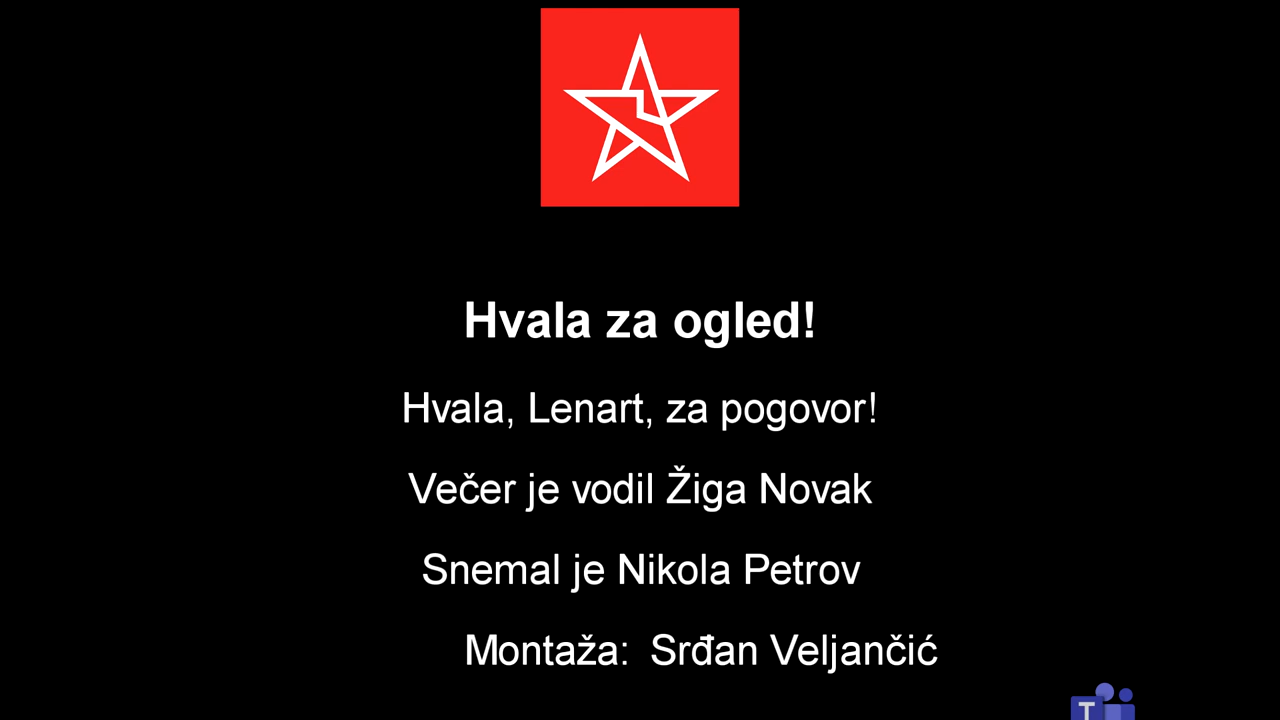 Hvala za ogled!
Hvala, Lenart, za pogovor!
Večer je vodil Žiga Novak
Snemal je Nikola Petrov
Montaža: Srđan Veljančić
T